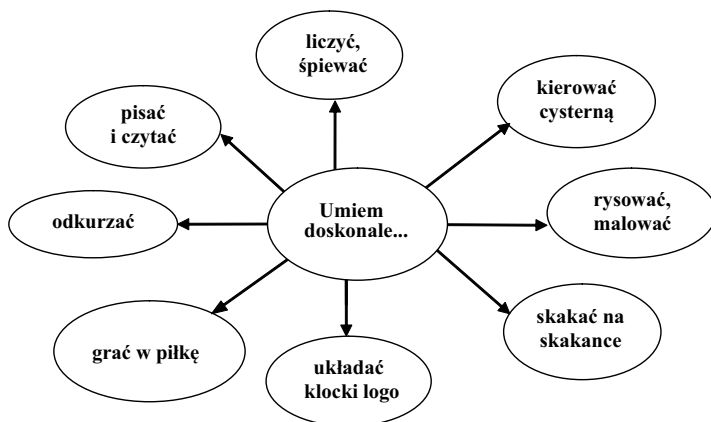 liczyć,
śpiewać
kierować
cysterną
pisać
i czytać
Umiem
doskonale...
rysować,
malować
odkurzać
skakać na
skakance
grać w piłkę
układać
klocki logo